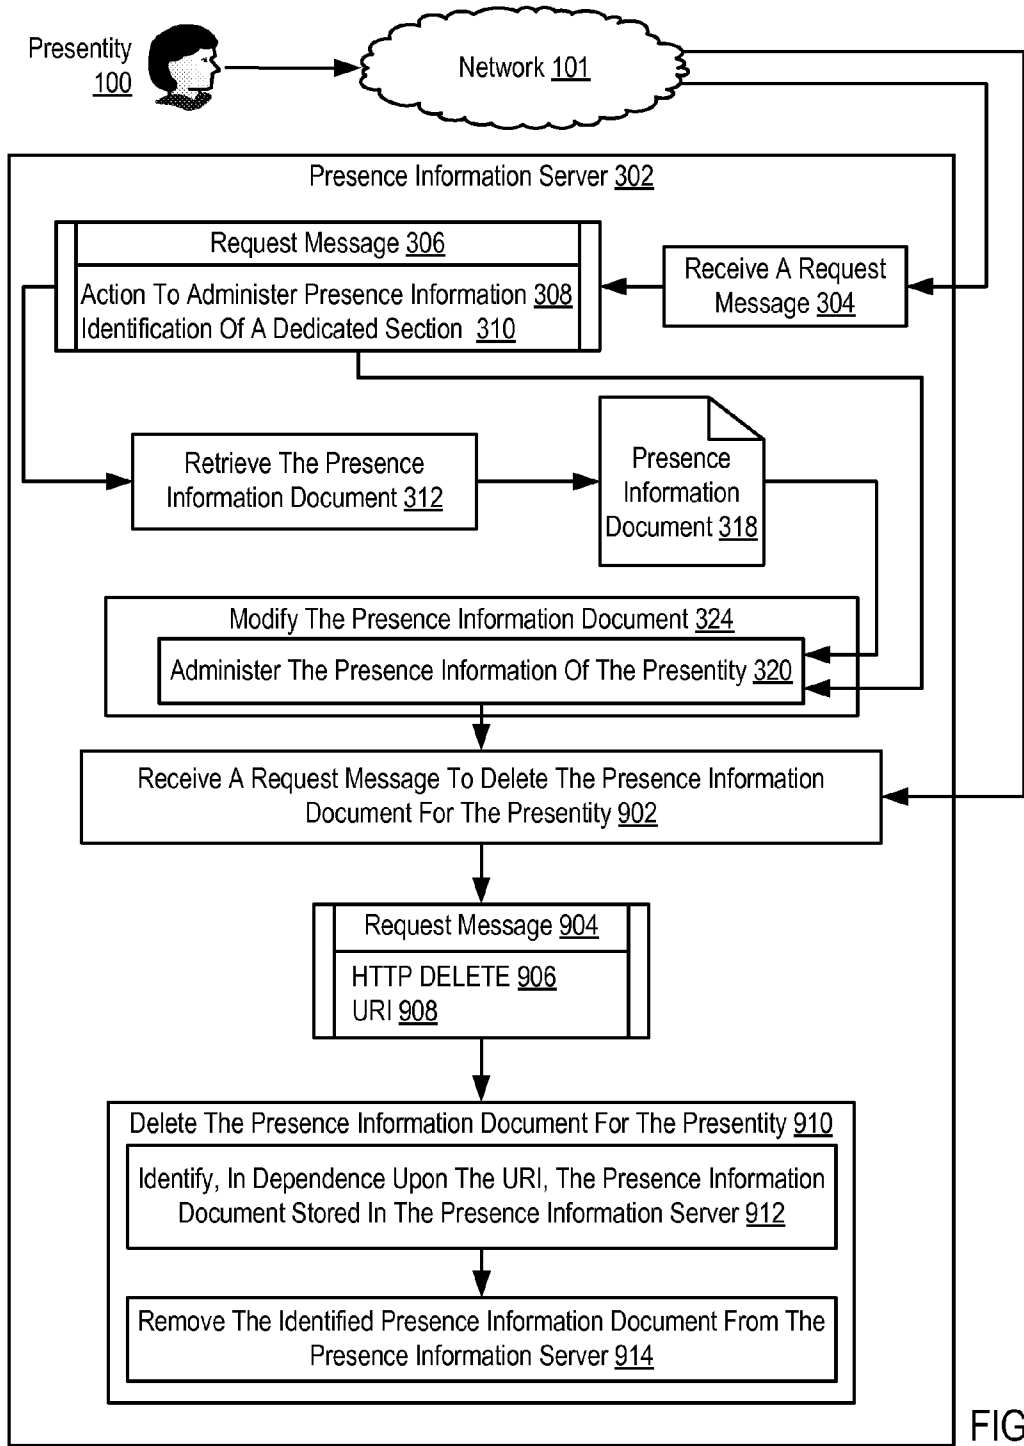 Presentity
100
Network 101
Presence Information Server 302
Request Message 306
Action To Administer Presence Information 308
Identification Of A Dedicated Section 310
Receive A Request
Message 304
Retrieve The Presence
Information Document 312
Presence
Information
Document 318
Modify The Presence Information Document 324
Administer The Presence Information Of The Presentity 320
Receive A Request Message To Delete The Presence Information
Document For The Presentity 902
Request Message 904
HTTP DELETE 906
URI 908
Delete The Presence Information Document For The Presentity 910
Identify, In Dependence Upon The URI, The Presence Information
Document Stored In The Presence Information Server 912
Remove The Identified Presence Information Document From The
Presence Information Server 914
FIG